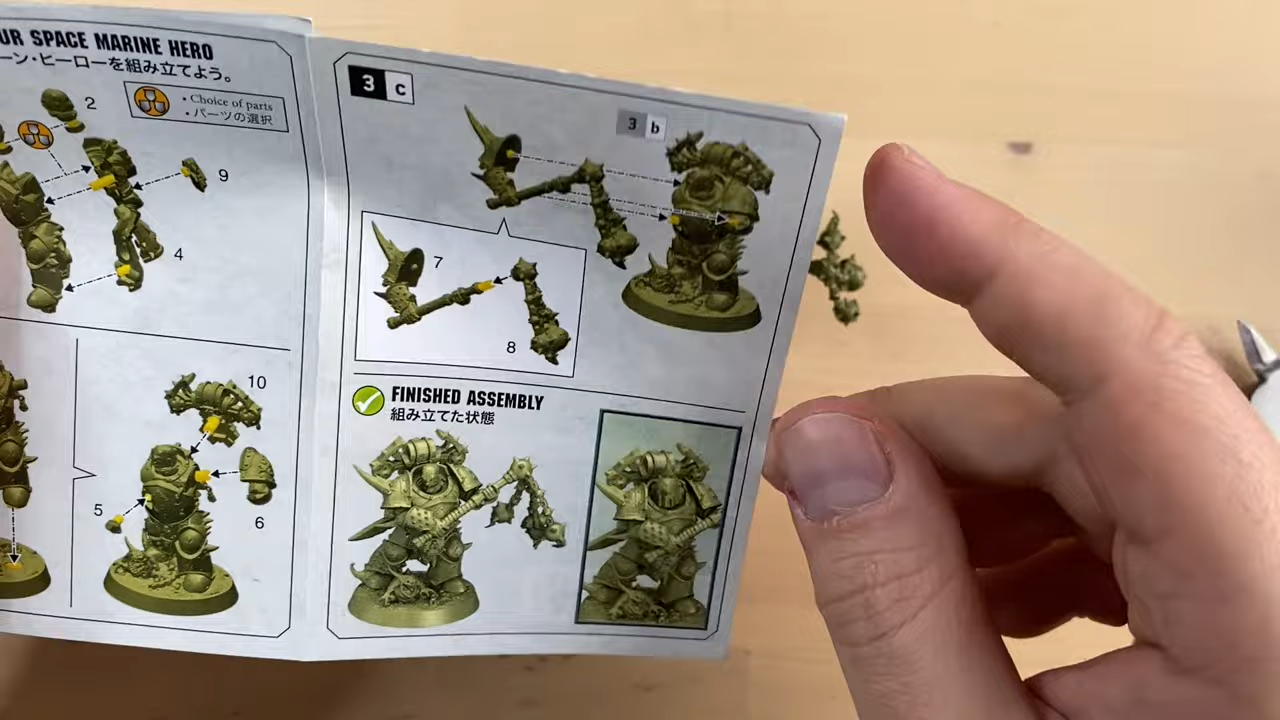 UR SPACE MARINE HERO
ーン・ヒーローを組み立てよう。
• Choice of parts
• パーツの選択
2
9
4
10
5
6
3 c
3 b
7
8
FINISHED ASSEMBLY
組み立てた状態